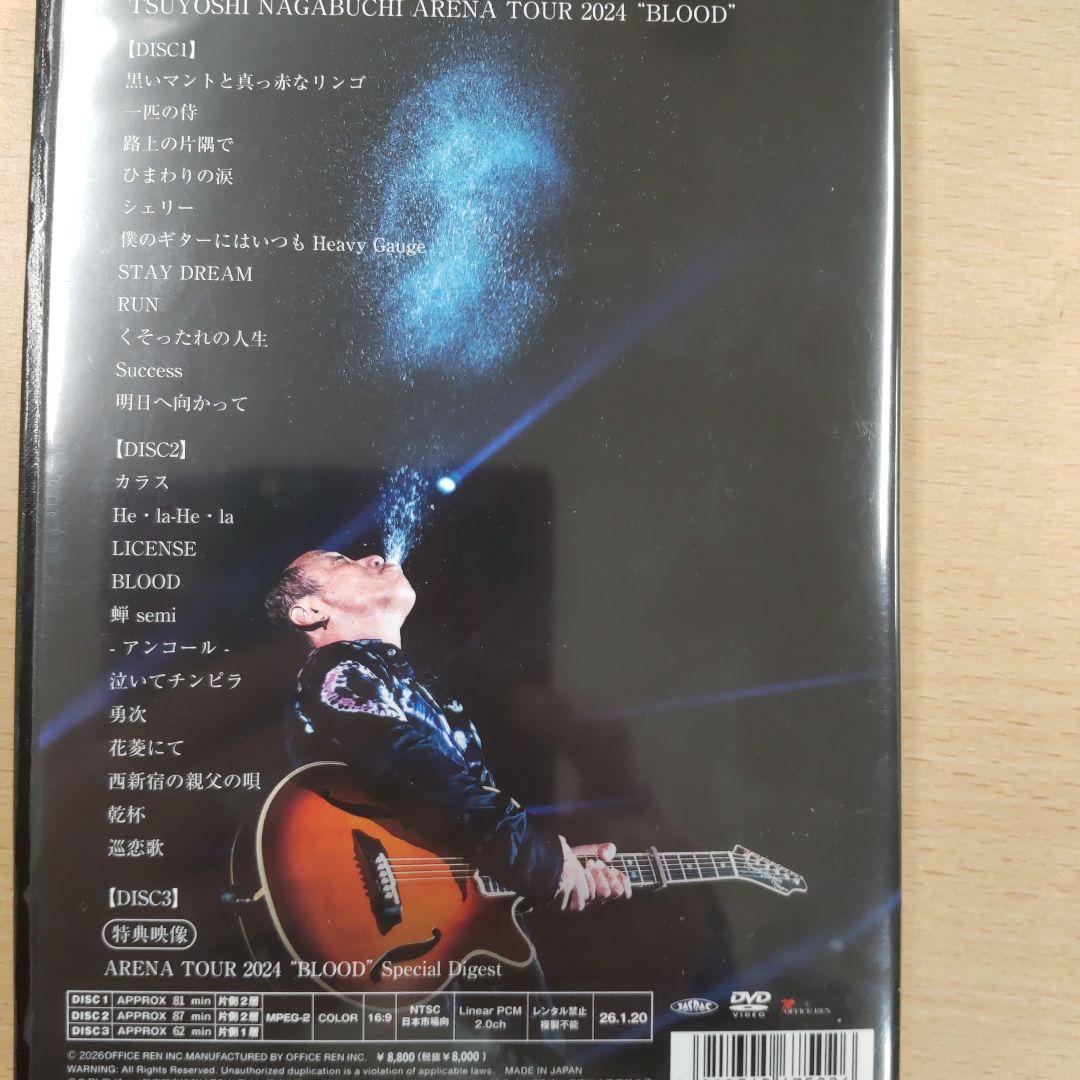 TSUYOSHI NAGABUCHI ARENA TOUR 2024 “BLOOD”
【DISC1】
黒いマントと真っ赤なリンゴ
一匹の侍
路上の片隅で
ひまわりの涙
シェリー
僕のギターにはいつも Heavy Gauge
STAY DREAM
RUN
くそったれの人生
Success
明日へ向かって
【DISC2】
カラス
He・la-He・la
LICENSE
BLOOD
蝉 semi
- アンコール -
泣いてチンピラ
勇次
花菱にて
西新宿の親父の唄
乾杯
巡恋歌
【DISC3】
特典映像
ARENA TOUR 2024 “BLOOD” Special Digest
DISC 1 APPROX 81 min 片側2層
DISC 2 APPROX 87 min 片側2層
DISC 3 APPROX 62 min 片側1層
MPEG-2 COLOR 16:9 NTSC 日本市場向 Linear PCM 2.0ch レンタル禁止 複製不能 26.1.20
JASRAC DVD VIDEO OFFICE REN
© 2026OFFICE REN INC.MANUFACTURED BY OFFICE REN INC. ¥8,800 (税抜¥8,000)
WARNING: All Rights Reserved. Unauthorized duplication is a violation of applicable laws. MADE IN JAPAN